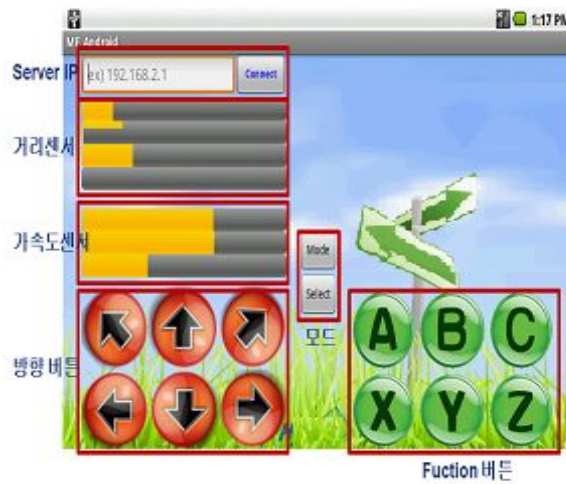 1:17 PM
MF Android
Server IP
ex) 192.168.2.1
Connect
거리센서
가속도센서
Mode
Select
모드
방향 버튼
A B C
X Y Z
Fuction 버튼